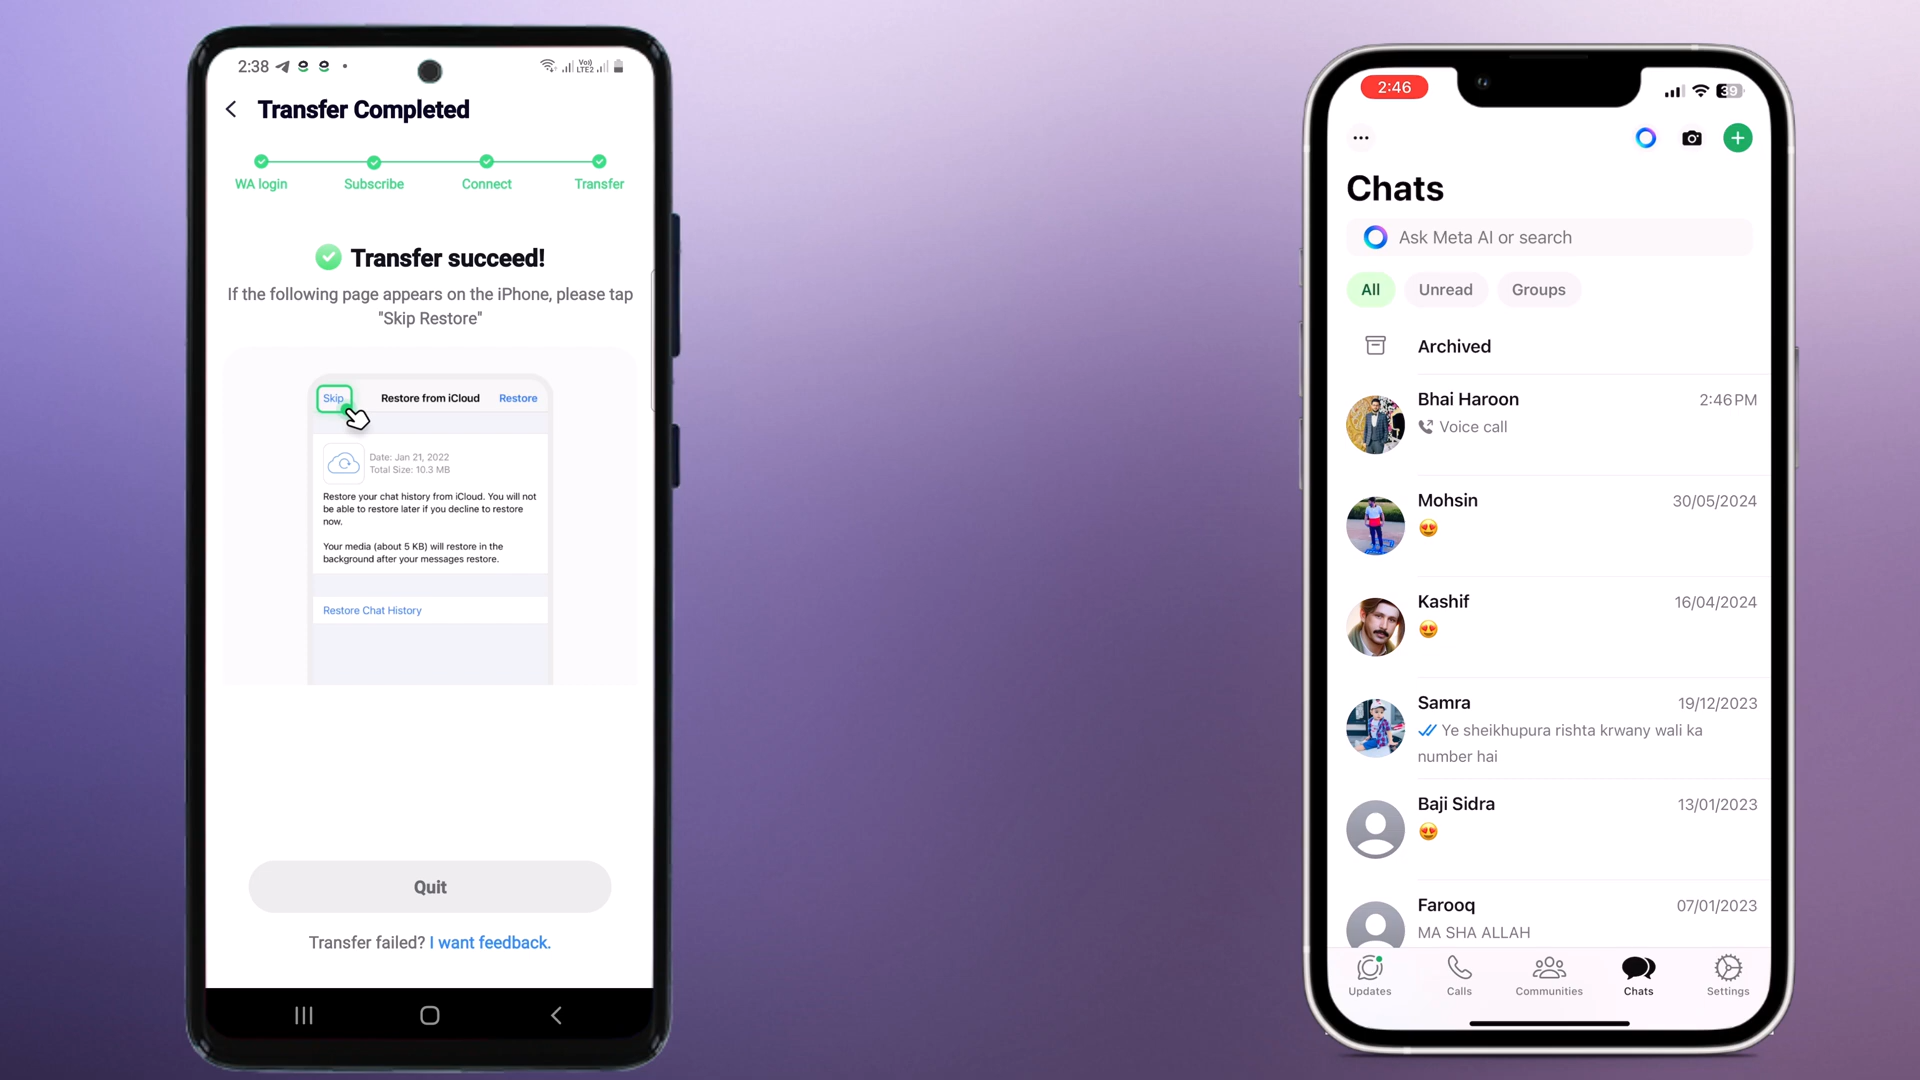 2:38
Vo)
LTE2
Transfer Completed
WA login
Subscribe
Connect
Transfer
Transfer succeed!
If the following page appears on the iPhone, please tap
"Skip Restore"
Skip
Restore from iCloud
Restore
Date: Jan 21, 2022
Total Size: 10.3 MB
Restore your chat history from iCloud. You will not
be able to restore later if you decline to restore
now.
Your media (about 5 KB) will restore in the
background after your messages restore.
Restore Chat History
Quit
Transfer failed? I want feedback.
2:46
39
Chats
Ask Meta AI or search
All
Unread
Groups
Archived
Bhai Haroon
2:46 PM
Voice call
Mohsin
30/05/2024
😍
Kashif
16/04/2024
😍
Samra
19/12/2023
Ye sheikhupura rishta krwany wali ka
number hai
Baji Sidra
13/01/2023
😍
Farooq
07/01/2023
MA SHA ALLAH
Updates
Calls
Communities
Chats
Settings